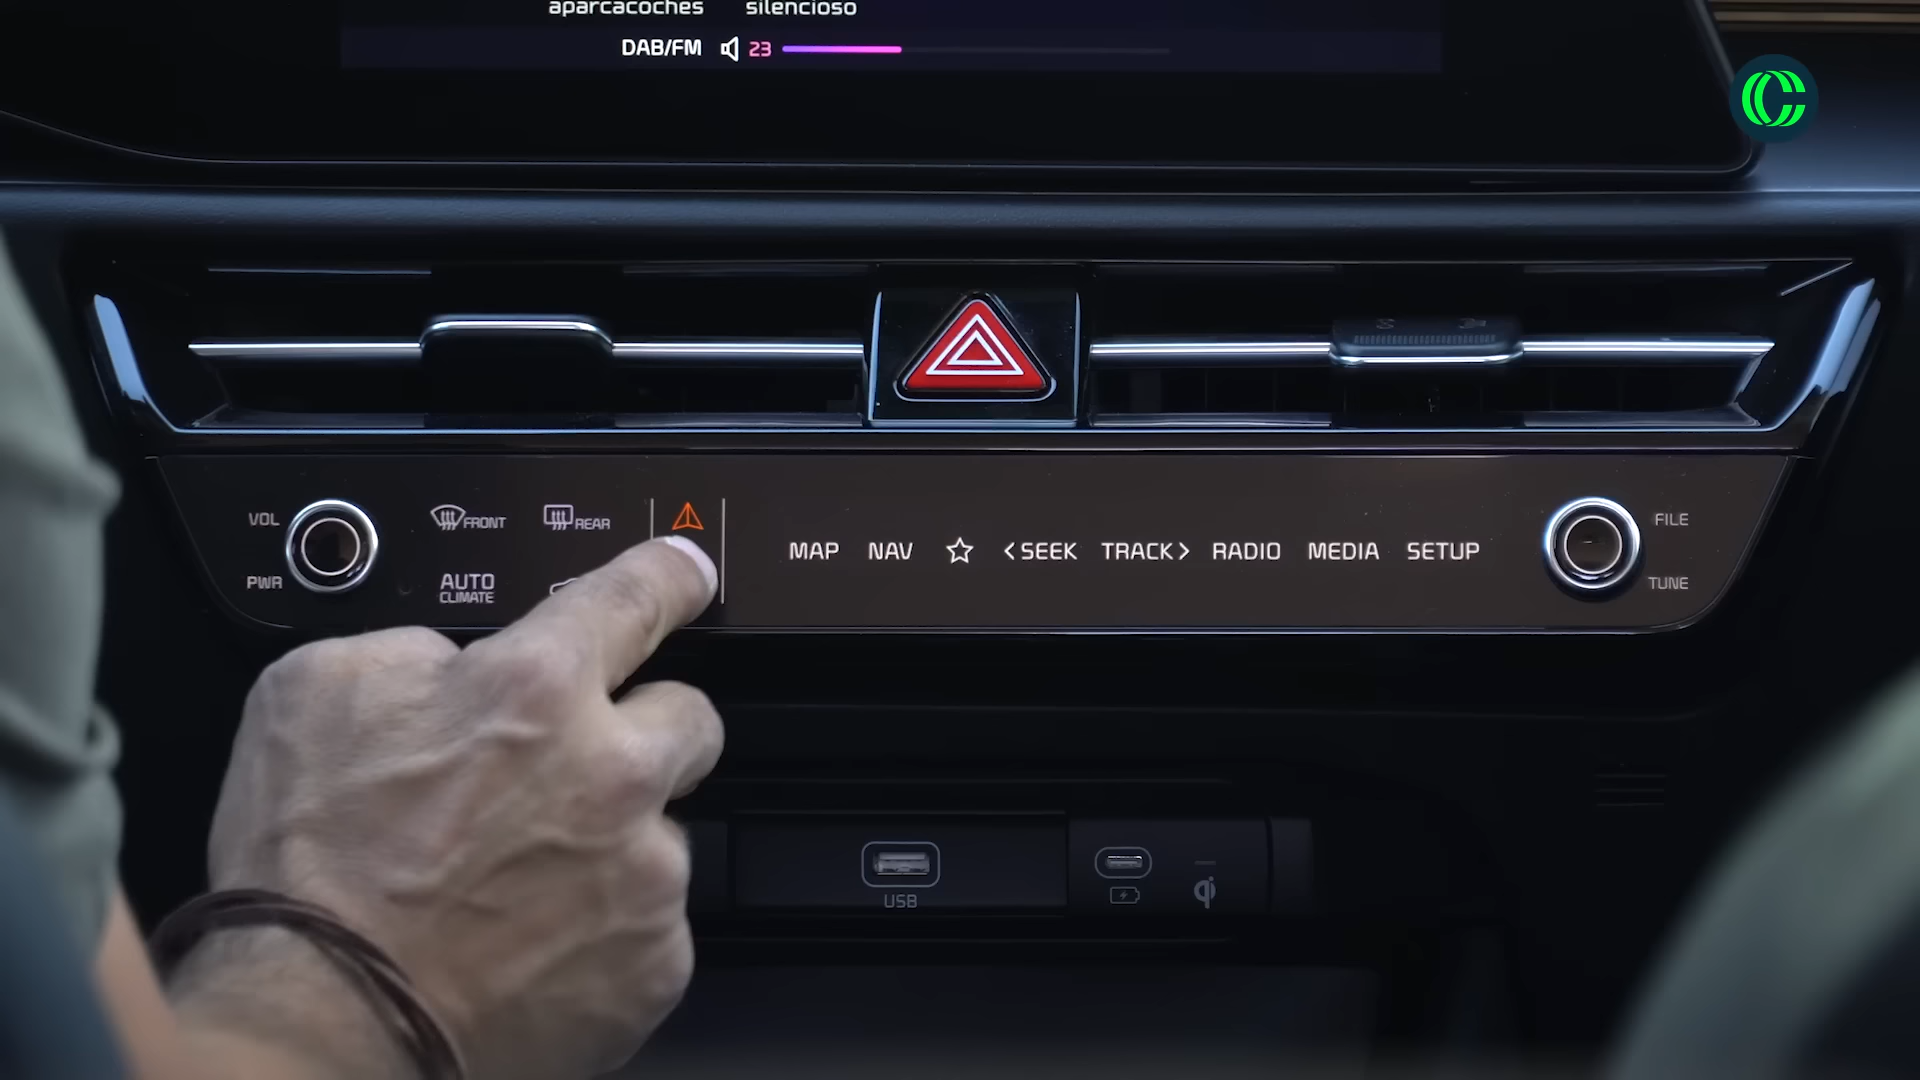 aparcacoches silencioso
DAB/FM 23
VOL
FRONT
REAR
PWR
AUTO
CLIMATE
MAP NAV SEEK TRACK RADIO MEDIA SETUP
FILE
TUNE
USB